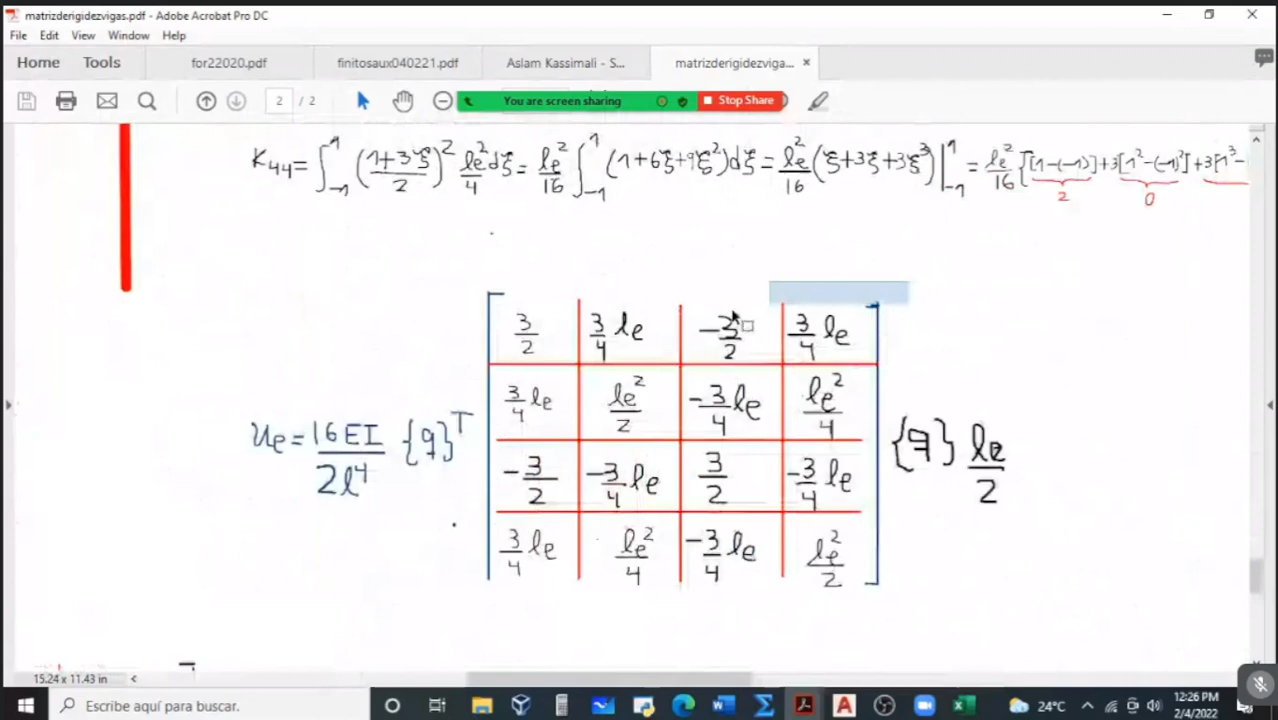 matrizderigidezvigas.pdf - Adobe Acrobat Pro DC
File Edit View Window Help
Home Tools for22020.pdf finitosaux040221.pdf Aslam Kassimali - S... matrizderigidezviga... ×
2 / 2 You are screen sharing Stop Share
K₄₄ = ∫₋₁¹ ((1+3ξ)/2)² le²/4 dξ = le²/16 ∫₋₁¹ (1+6ξ+9ξ²)dξ = le²/16 (ξ+3ξ+3ξ³)|₋₁¹ = le²/16 {[1-(-1)]+3[1²-(-1)²]+3[1³-
2 0
3/2 3/4 le -3/2 3/4 le
3/4 le le²/2 -3/4 le le²/4
Ue = 16EI/2l⁴ {q}ᵀ {q} le/2
-3/2 -3/4 le 3/2 -3/4 le
3/4 le le²/4 -3/4 le le²/2
15.24 x 11.43 in
Escribe aquí para buscar. 24°C 12:26 PM
2/4/2022